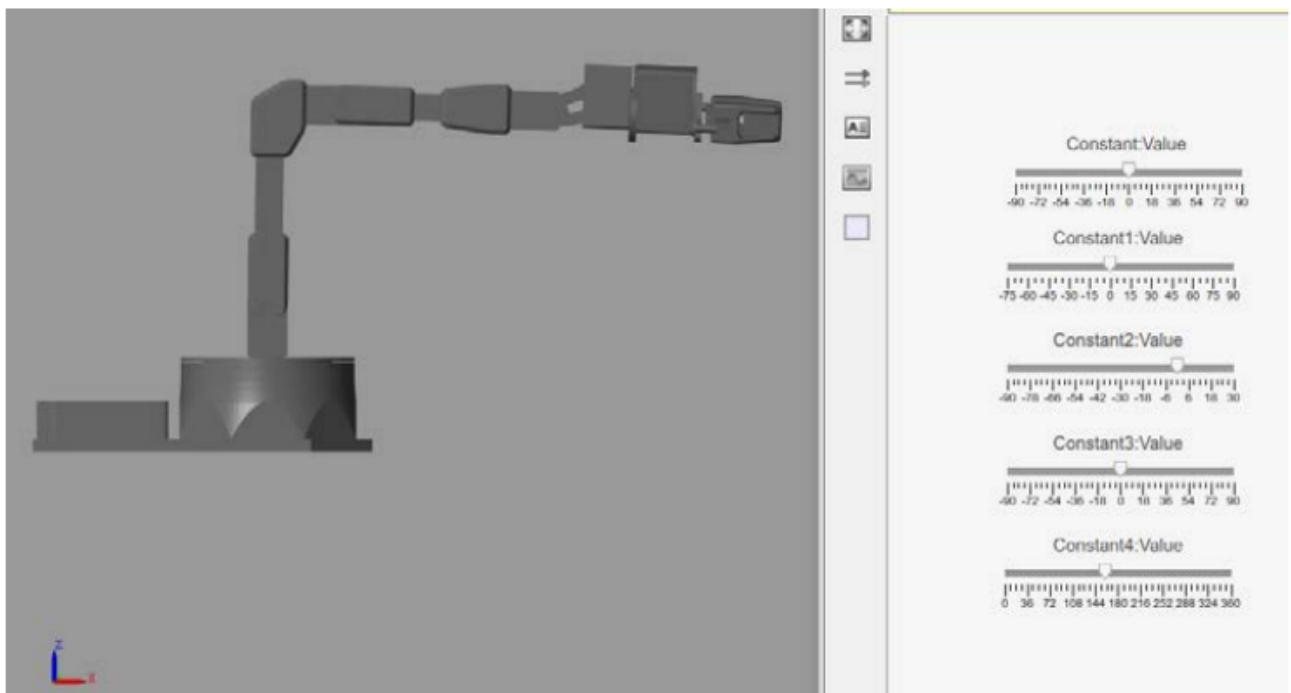 A
Constant:Value
-90 -72 -54 -36 -18 0 18 36 54 72 90
Constant1:Value
-75 -60 -45 -30 -15 0 15 30 45 60 75 90
Constant2:Value
-90 -78 -66 -54 -42 -30 -18 -6 6 18 30
Constant3:Value
-90 -72 -54 -36 -18 0 18 36 54 72 90
Constant4:Value
0 36 72 108 144 180 216 252 288 324 360
Z
X